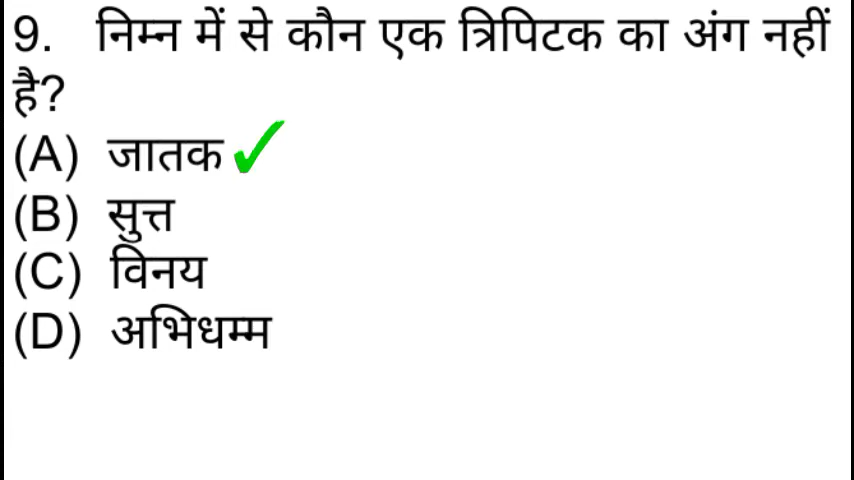 9. निम्न में से कौन एक त्रिपिटक का अंग नहीं
है?
(A) जातक
(B) सुत्त
(C) विनय
(D) अभिधम्म